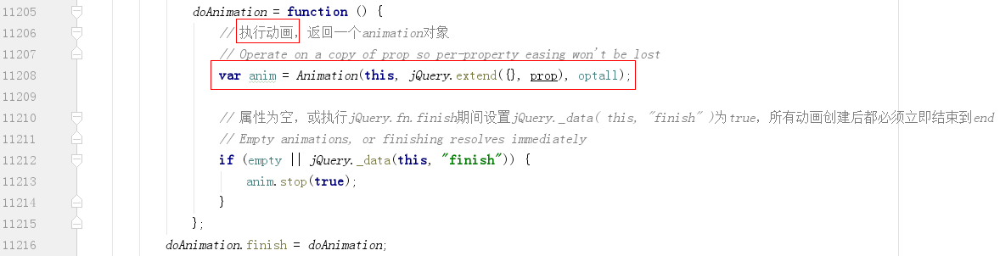 11205 doAnimation = function () {
11206 // 执行动画，返回一个animation对象
11207 // Operate on a copy of prop so per-property easing won't be lost
11208 var anim = Animation(this, jQuery.extend({}, prop), optall);
11209
11210 // 属性为空，或执行jQuery.fn.finish期间设置jQuery._data( this, "finish" )为true，所有动画创建后都必须立即结束到end
11211 // Empty animations, or finishing resolves immediately
11212 if (empty || jQuery._data(this, "finish")) {
11213 anim.stop(true);
11214 }
11215 };
11216 doAnimation.finish = doAnimation;